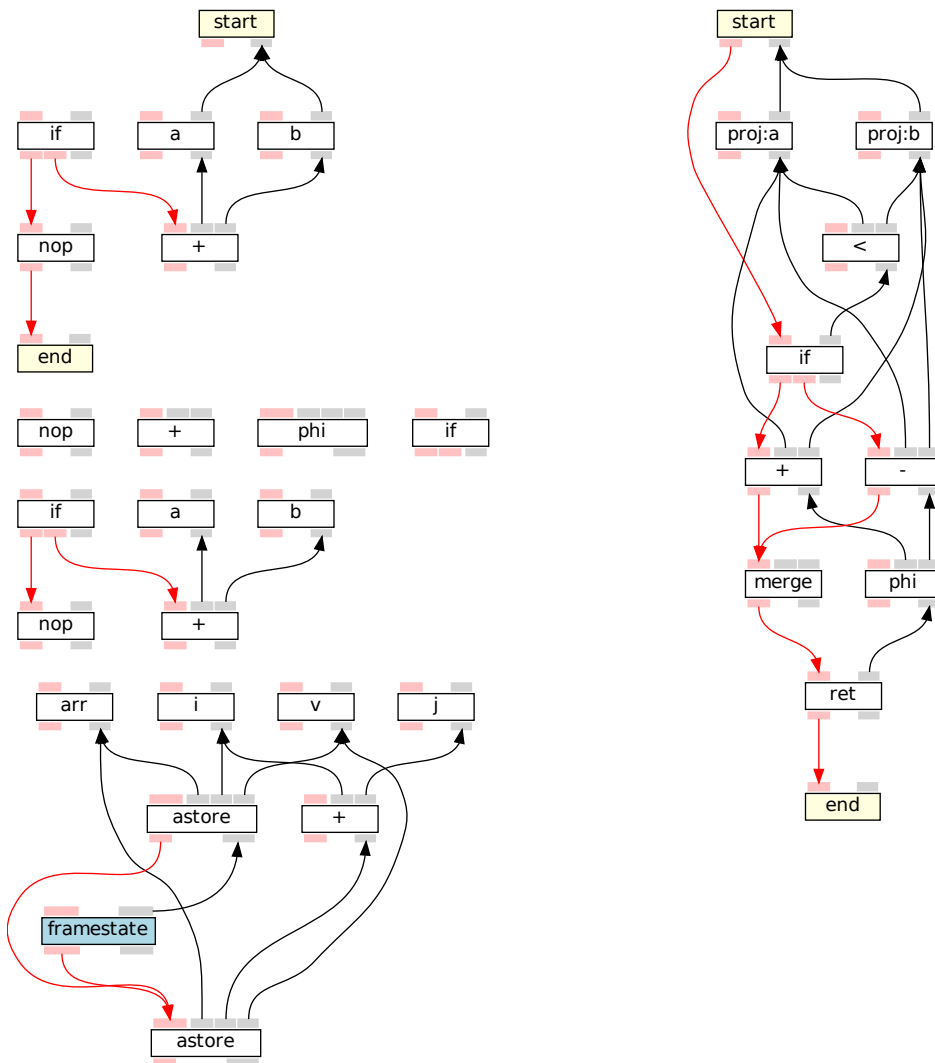 start
if
a
b
nop
+
end
nop
+
phi
if
if
a
b
nop
+
arr
i
v
j
astore
+
framestate
astore
start
proj:a
proj:b
<
if
+
-
merge
phi
ret
end